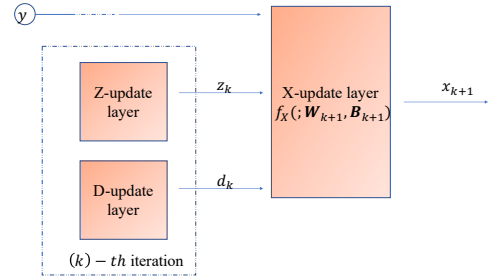 y
Z-update
layer
z_k
X-update layer
f_X(; W_{k+1}, B_{k+1})
x_{k+1}
D-update
layer
d_k
(k) − th iteration